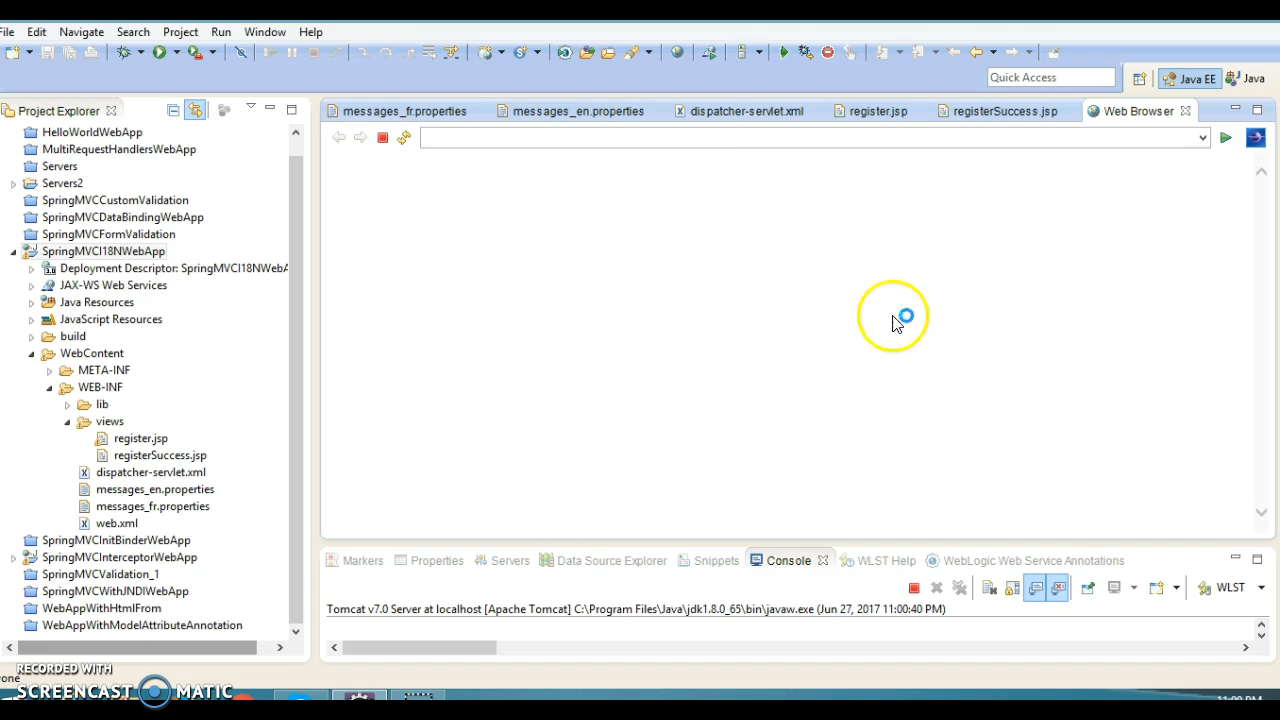 File Edit Navigate Search Project Run Window Help
Quick Access
Java EE
Java
Project Explorer
messages_fr.properties
messages_en.properties
dispatcher-servlet.xml
register.jsp
registerSuccess.jsp
Web Browser
HelloWorldWebApp
MultiRequestHandlersWebApp
Servers
Servers2
SpringMVCCustomValidation
SpringMVCDataBindingWebApp
SpringMVCFormValidation
SpringMVCI18NWebApp
Deployment Descriptor: SpringMVCI18NWebA
JAX-WS Web Services
Java Resources
JavaScript Resources
build
WebContent
META-INF
WEB-INF
lib
views
register.jsp
registerSuccess.jsp
dispatcher-servlet.xml
messages_en.properties
messages_fr.properties
web.xml
SpringMVCInitBinderWebApp
SpringMVCInterceptorWebApp
SpringMVCValidation_1
SpringMVCWithJNDIWebApp
WebAppWithHtmlFrom
WebAppWithModelAttributeAnnotation
Markers
Properties
Servers
Data Source Explorer
Snippets
Console
WLST Help
WebLogic Web Service Annotations
WLST
Tomcat v7.0 Server at localhost [Apache Tomcat] C:\Program Files\Java\jdk1.8.0_65\bin\javaw.exe (Jun 27, 2017 11:00:40 PM)
RECORDED WITH
one
SCREENCAST MATIC